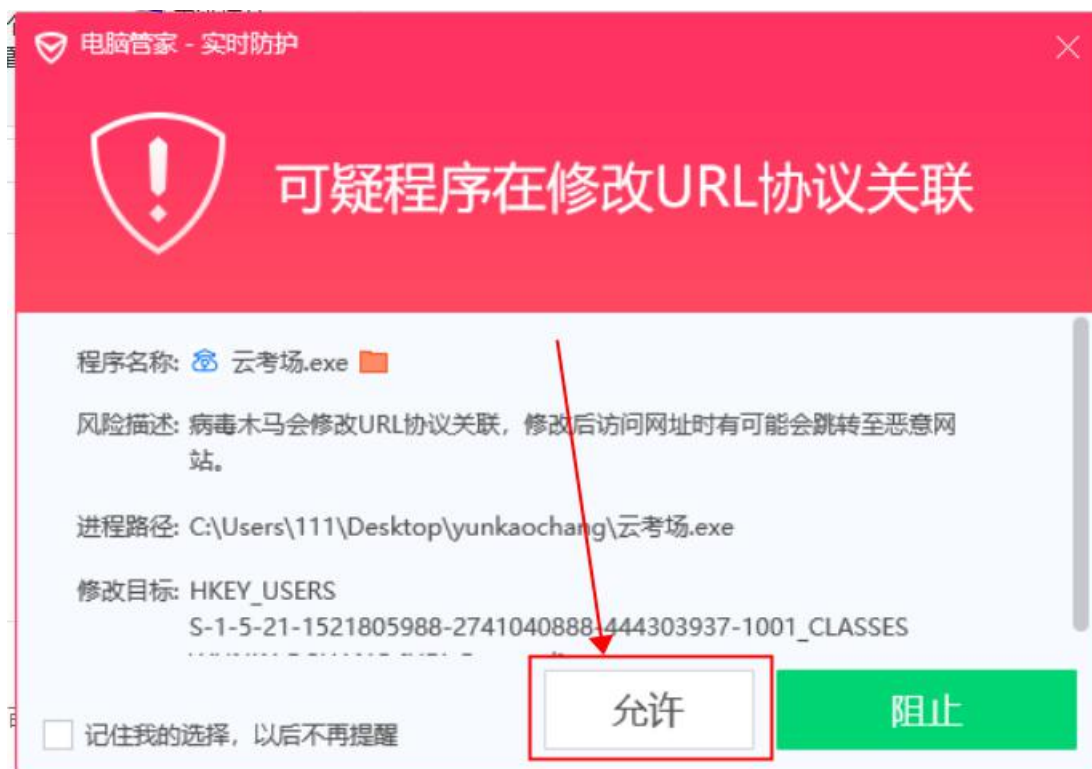 电脑管家 - 实时防护
可疑程序在修改URL协议关联
程序名称: 云考场.exe
风险描述: 病毒木马会修改URL协议关联，修改后访问网址时有可能会跳转至恶意网
站。
进程路径: C:\Users\111\Desktop\yunkaochang\云考场.exe
修改目标: HKEY_USERS
S-1-5-21-1521805988-2741040888-444303937-1001_CLASSES
记住我的选择，以后不再提醒
允许
阻止